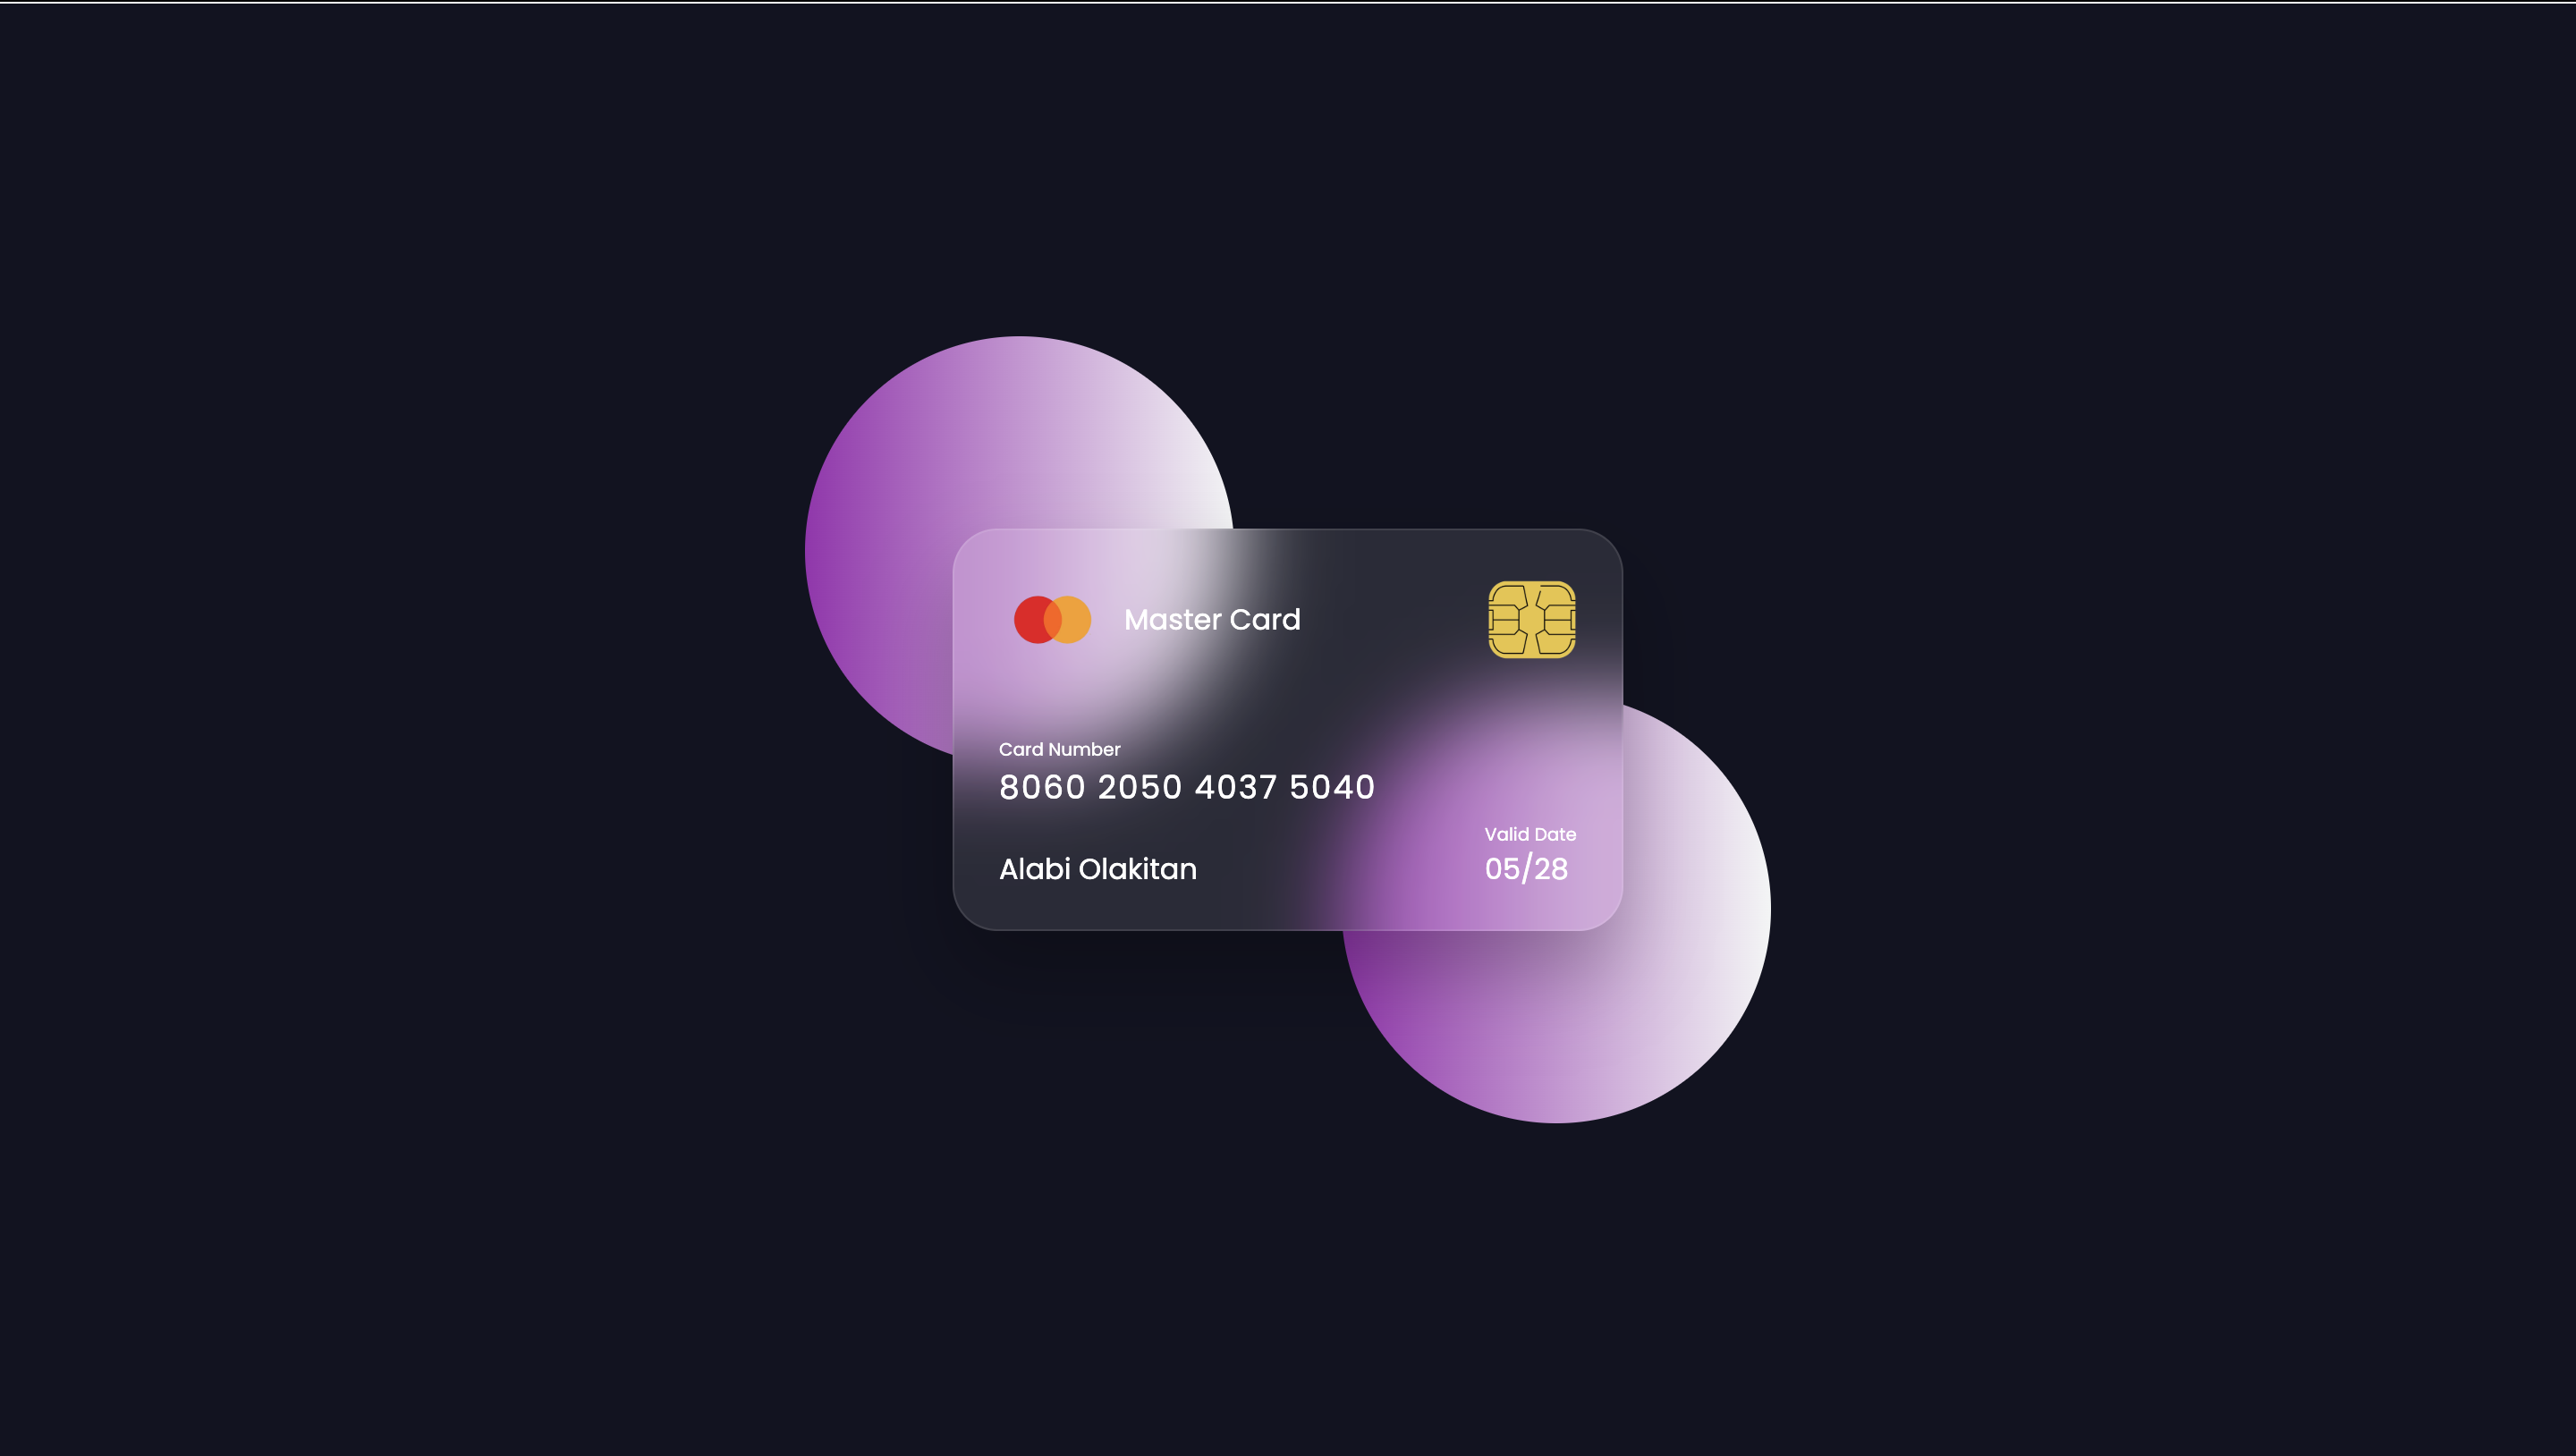 Master Card
Card Number
8060 2050 4037 5040
Valid Date
Alabi Olakitan
05/28